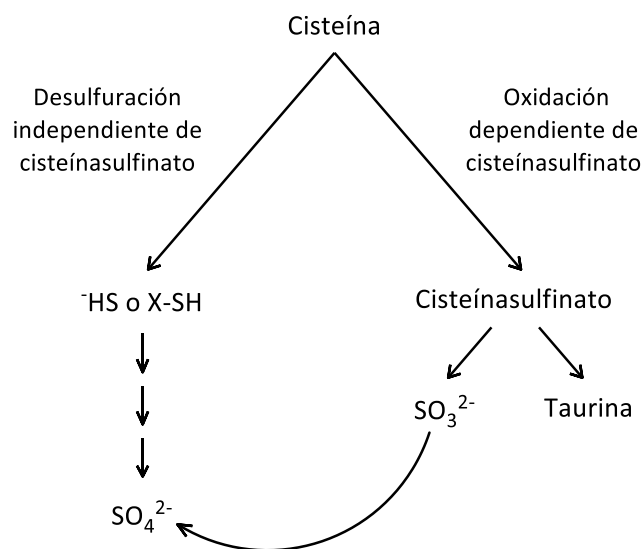 Cisteína
Desulfuración
independiente de
cisteínasulfinato
Oxidación
dependiente de
cisteínasulfinato
⁻HS o X-SH
Cisteínasulfinato
SO₃²⁻
Taurina
SO₄²⁻